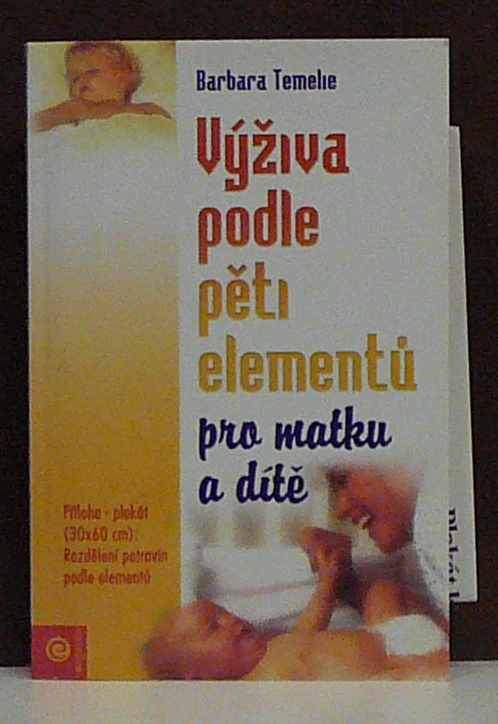 Barbara Temelie
Výživa
podle
pěti
elementů
pro matku
a dítě
Příloha - plakát
(30x60 cm):
Rozdělení potravin
podle elementů